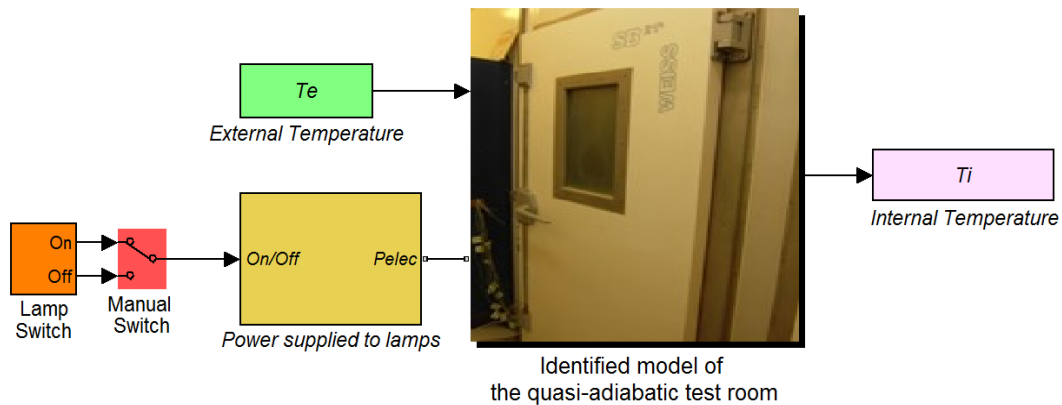 Te
External Temperature
On
Off
Lamp
Switch
Manual
Switch
On/Off
Pelec
Power supplied to lamps
WEISS
Identified model of
the quasi-adiabatic test room
Ti
Internal Temperature